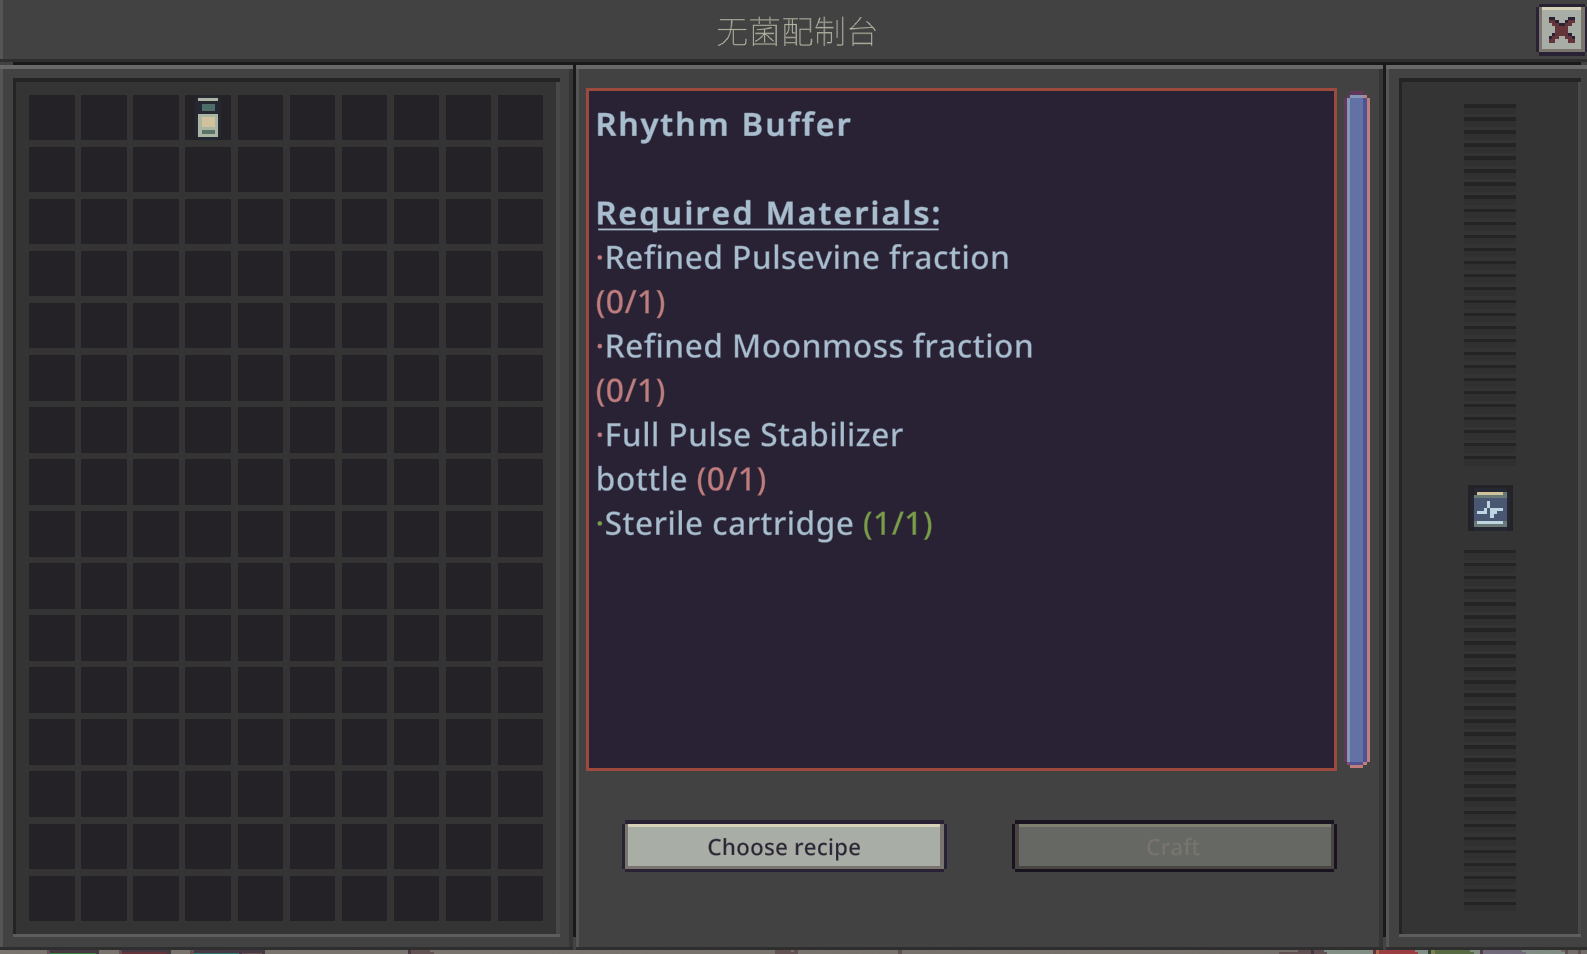 无菌配制台
Rhythm Buffer
Required Materials:
·Refined Pulsevine fraction
(0/1)
·Refined Moonmoss fraction
(0/1)
·Full Pulse Stabilizer
bottle (0/1)
·Sterile cartridge (1/1)
Choose recipe
Craft